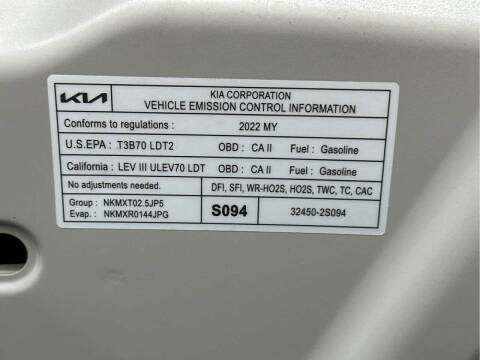 KIA
KIA CORPORATION
VEHICLE EMISSION CONTROL INFORMATION
Conforms to regulations : 2022 MY
U.S.EPA : T3B70 LDT2 OBD : CA II Fuel : Gasoline
California : LEV III ULEV70 LDT OBD : CA II Fuel : Gasoline
No adjustments needed. DFI, SFI, WR-HO2S, HO2S, TWC, TC, CAC
Group : NKMXT02.5JP5
Evap. : NKMXR0144JPG
S094 32450-2S094